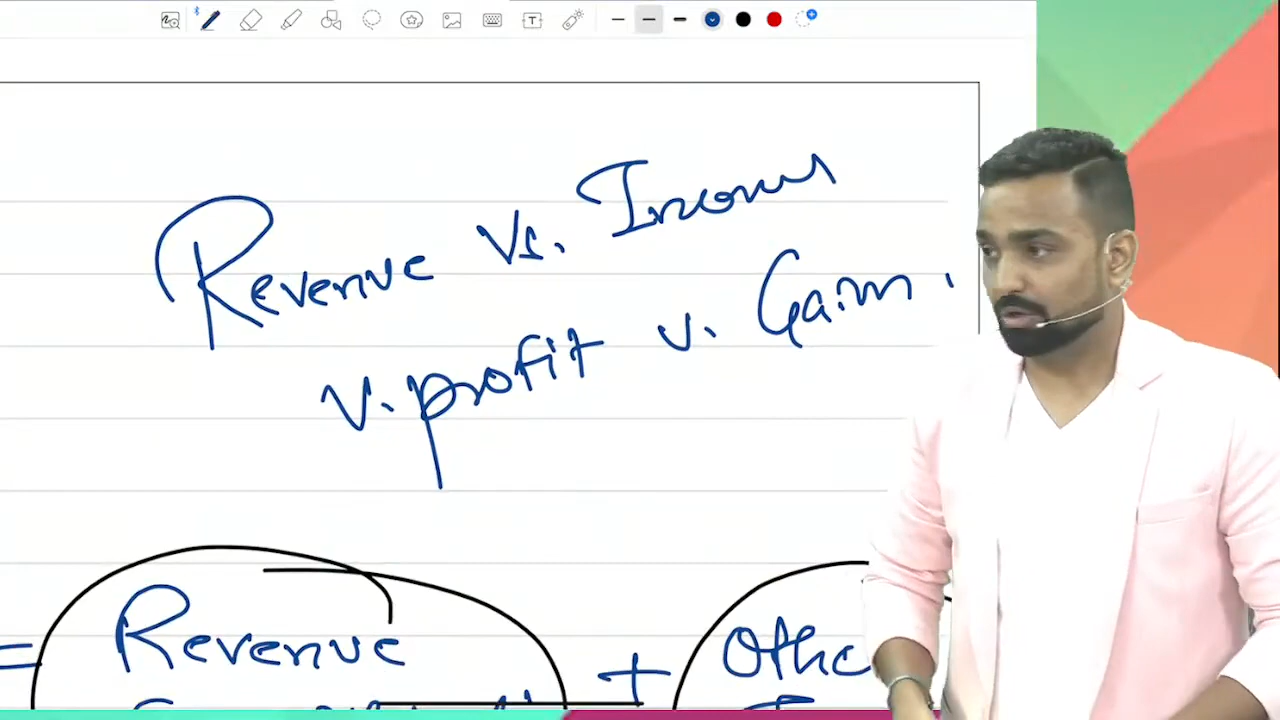 Revenue Vs. Income
V. profit v. Gain.
= Revenue + Othe